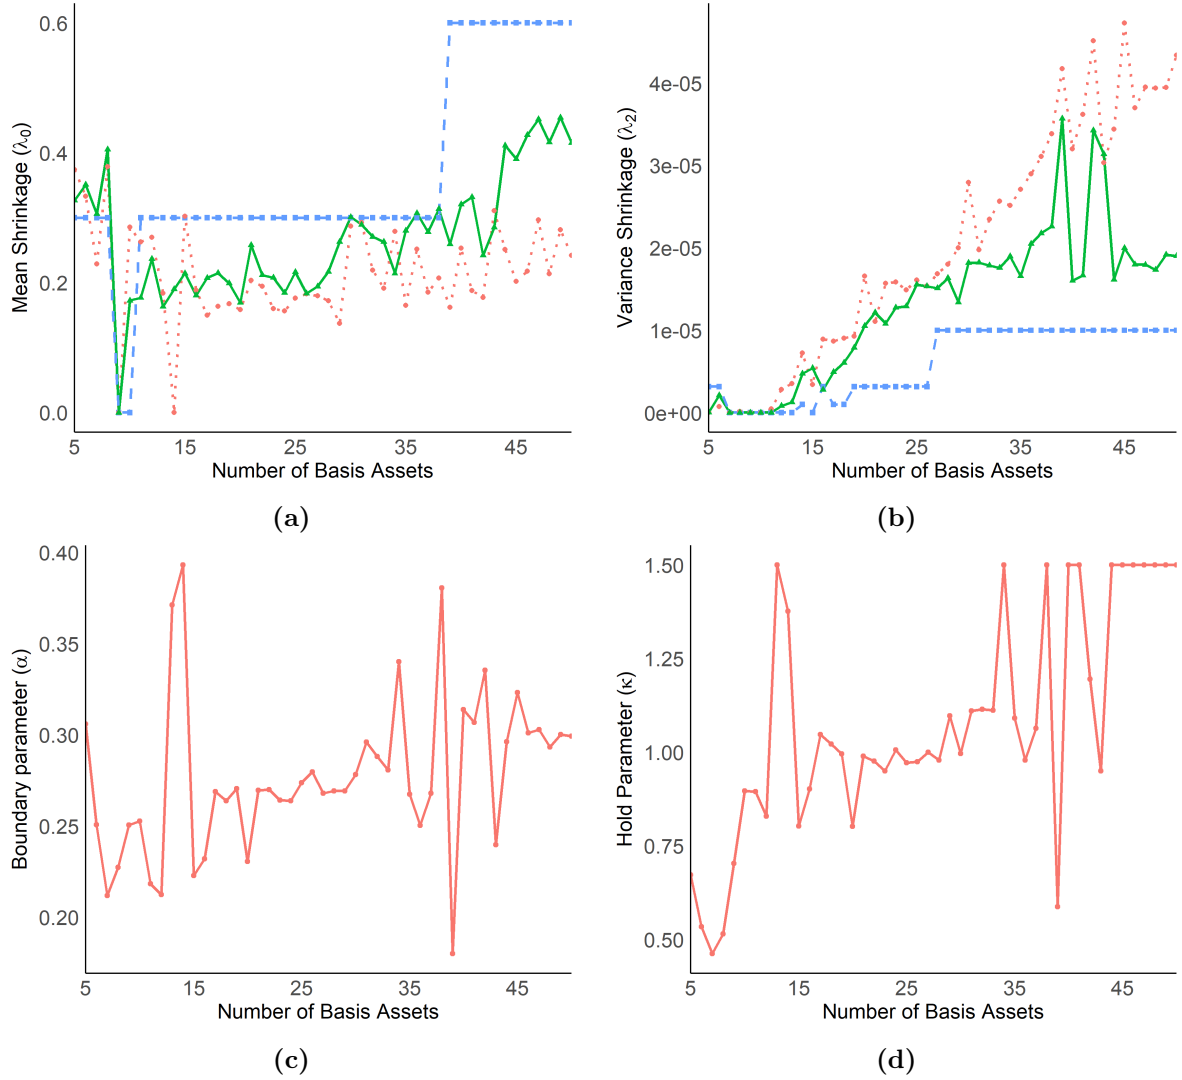 Mean Shrinkage (λ0)
0.6
0.4
0.2
0.0
5 15 25 35 45
Number of Basis Assets
(a)
Variance Shrinkage (λ2)
4e-05
3e-05
2e-05
1e-05
0e+00
5 15 25 35 45
Number of Basis Assets
(b)
Boundary parameter (α)
0.40
0.35
0.30
0.25
0.20
5 15 25 35 45
Number of Basis Assets
(c)
Hold Parameter (κ)
1.50
1.25
1.00
0.75
0.50
5 15 25 35 45
Number of Basis Assets
(d)